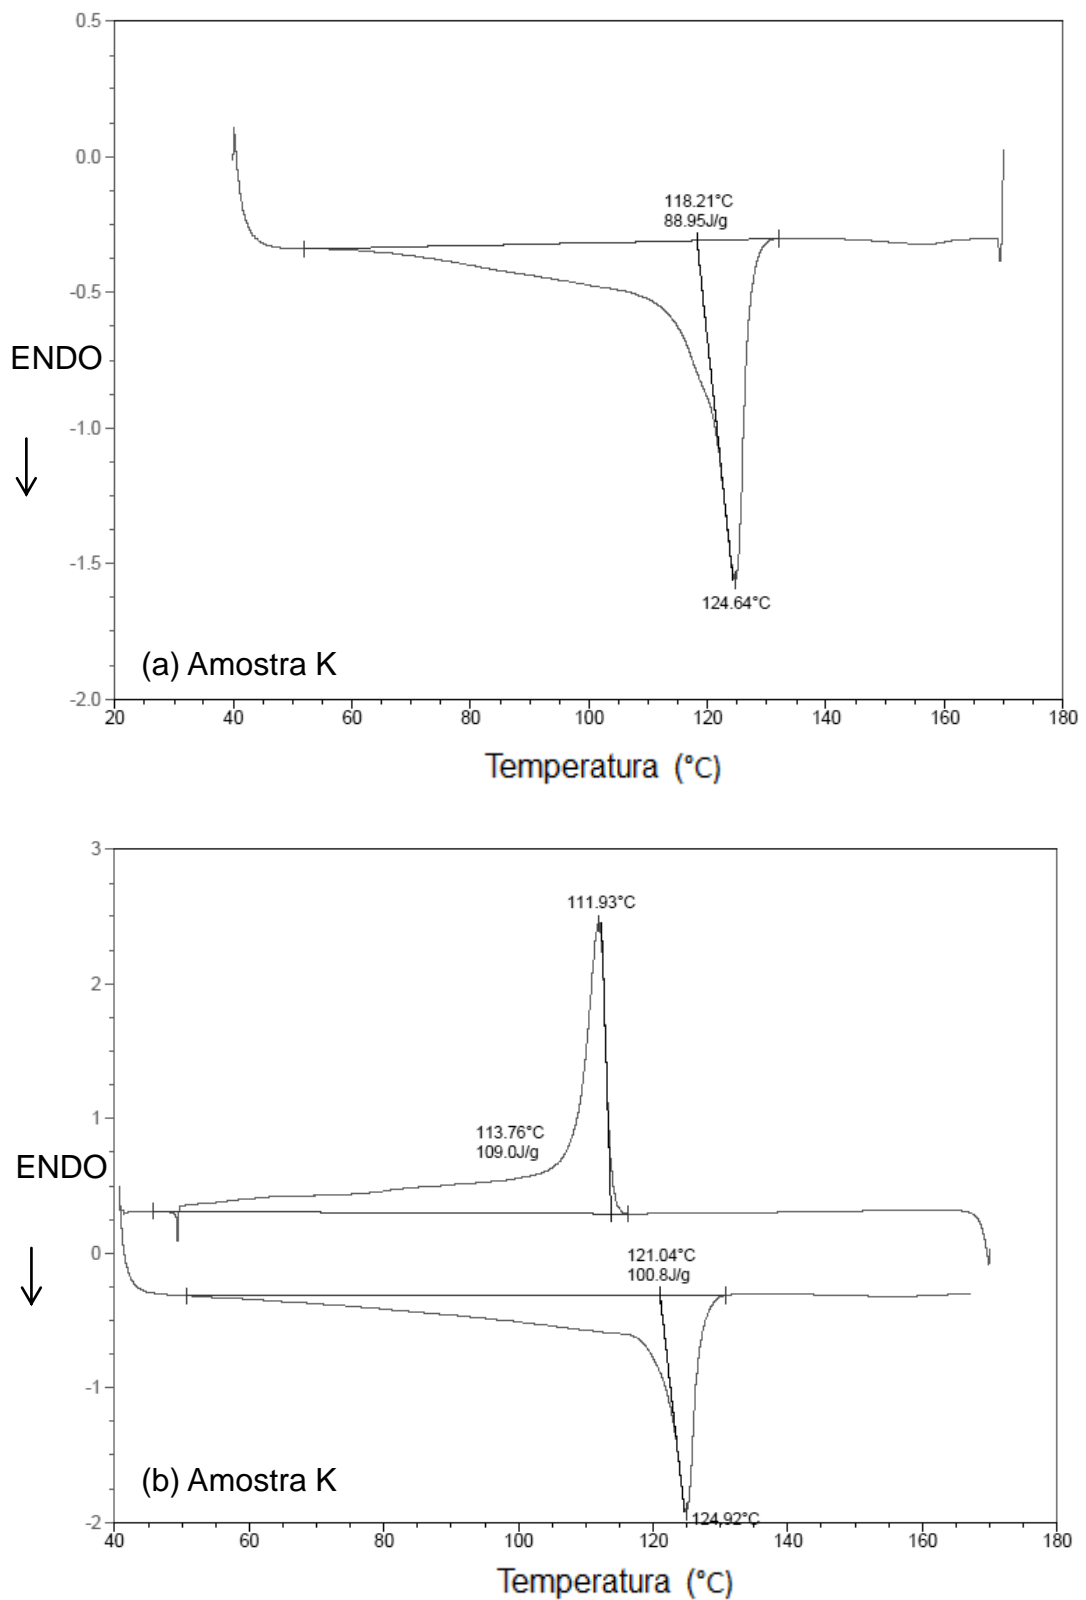 0.5
0.0
118.21°C
88.95J/g
-0.5
ENDO
-1.0
-1.5
124.64°C
(a) Amostra K
-2.0
20 40 60 80 100 120 140 160 180
Temperatura (°C)
3
111.93°C
2
1
113.76°C
109.0J/g
ENDO
0
121.04°C
100.8J/g
-1
(b) Amostra K
124.92°C
-2
40 60 80 100 120 140 160 180
Temperatura (°C)